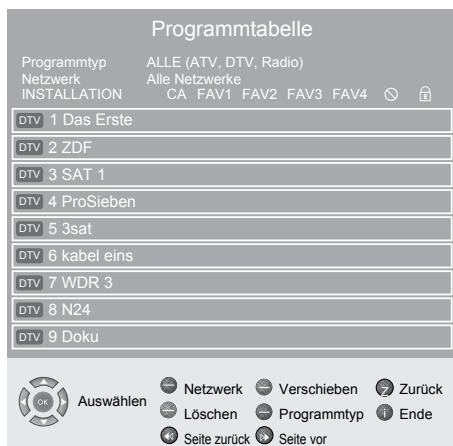 Programmtabelle
Programmtyp ALLE (ATV, DTV, Radio)
Netzwerk Alle Netzwerke
INSTALLATION CA FAV1 FAV2 FAV3 FAV4
DTV 1 Das Erste
DTV 2 ZDF
DTV 3 SAT 1
DTV 4 ProSieben
DTV 5 3sat
DTV 6 kabel eins
DTV 7 WDR 3
DTV 8 N24
DTV 9 Doku
OK Auswählen
Netzwerk Verschieben Z Zurück
Löschen Programmtyp i Ende
Seite zurück Seite vor